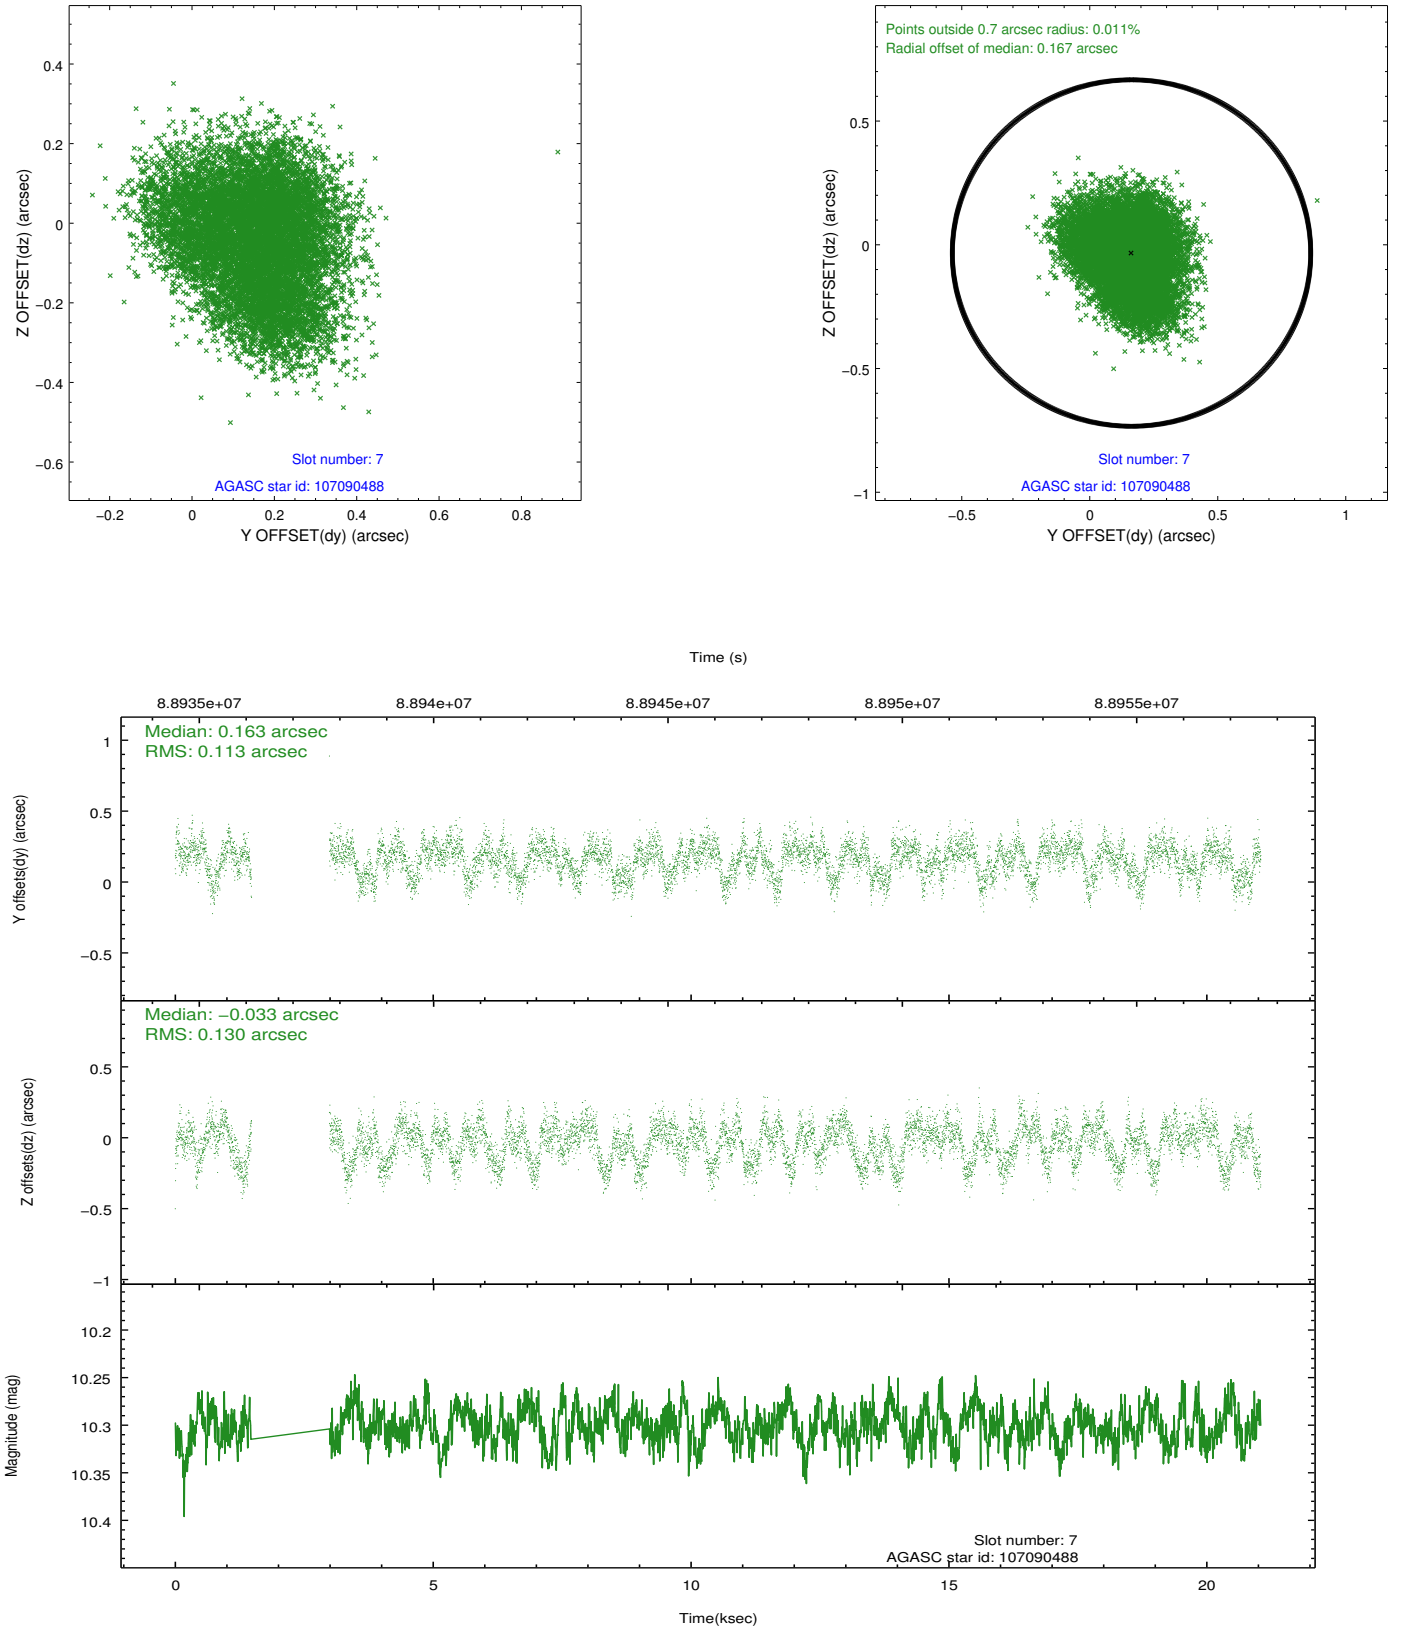 0.4
0.2
0
−0.2
−0.4
−0.6
Z OFFSET(dz) (arcsec)
Slot number: 7
AGASC star id: 107090488
−0.2 0 0.2 0.4 0.6 0.8
Y OFFSET(dy) (arcsec)
Points outside 0.7 arcsec radius: 0.011%
Radial offset of median: 0.167 arcsec
0.5
0
−0.5
−1
Z OFFSET(dz) (arcsec)
Slot number: 7
AGASC star id: 107090488
−0.5 0 0.5 1
Y OFFSET(dy) (arcsec)
Time (s)
8.8935e+07 8.894e+07 8.8945e+07 8.895e+07 8.8955e+07
Median: 0.163 arcsec
RMS: 0.113 arcsec
1
0.5
0
−0.5
Y offsets(dy) (arcsec)
Median: −0.033 arcsec
RMS: 0.130 arcsec
0.5
0
−0.5
−1
Z offsets(dz) (arcsec)
10.2
10.25
10.3
10.35
10.4
Magnitude (mag)
Slot number: 7
AGASC star id: 107090488
0 5 10 15 20
Time(ksec)